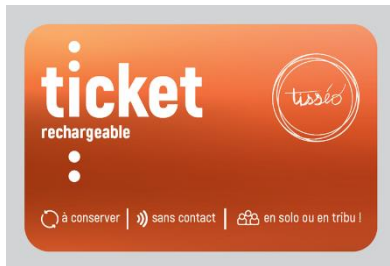 ticket
rechargeable
tisséo
à conserver | sans contact | en solo ou en tribu !